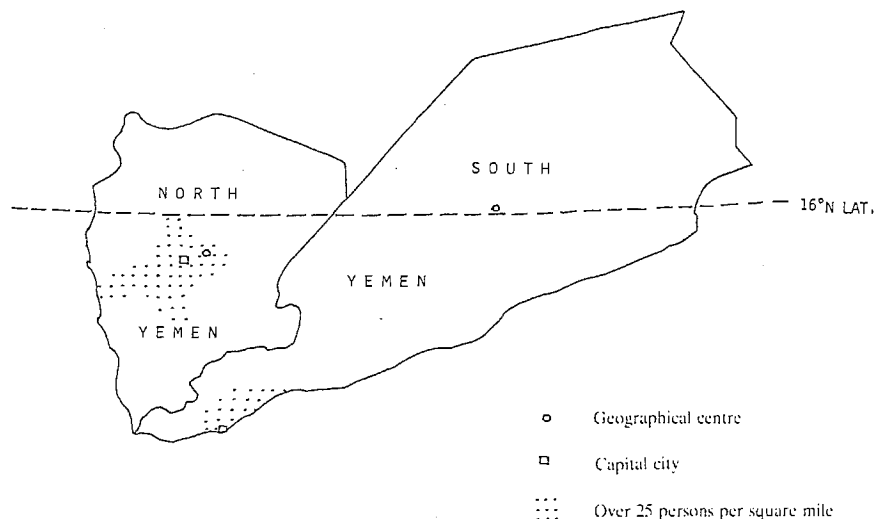 SOUTH
NORTH
16°N LAT.
YEMEN
YEMEN
Geographical centre
Capital city
Over 25 persons per square mile